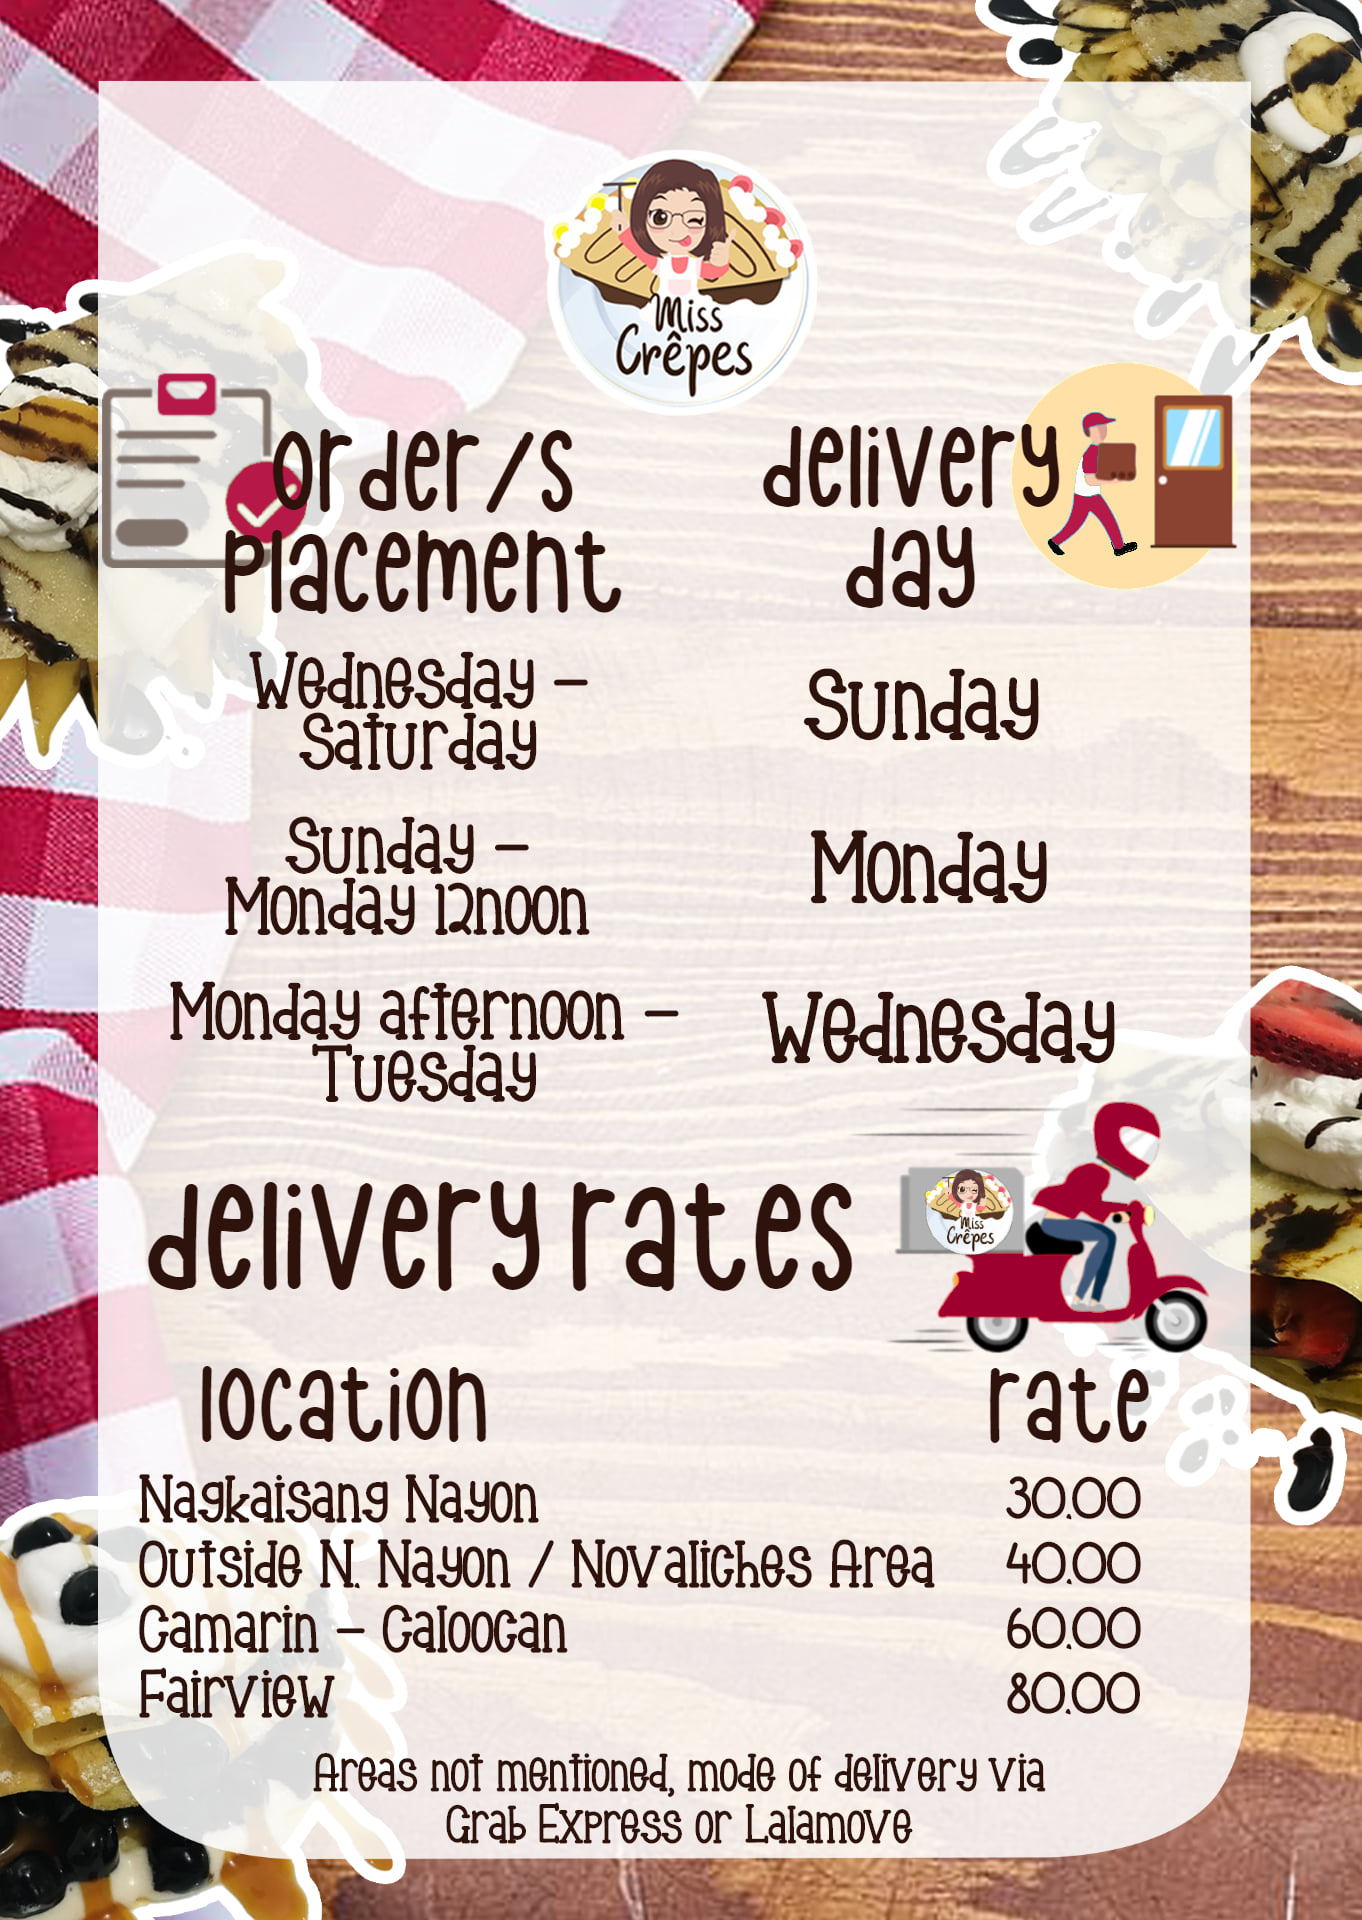 Miss
Crêpes
order/s
placement
delivery
day
Wednesday –
Saturday
Sunday
Sunday –
Monday 12noon
Monday
Monday afternoon –
Tuesday
Wednesday
delivery rates
Miss
Crêpes
location
rate
Nagkaisang Nayon 30.00
Outside N. Nayon / Novaliches Area 40.00
Camarin – Caloocan 60.00
Fairview 80.00
Areas not mentioned, mode of delivery via
Grab Express or Lalamove